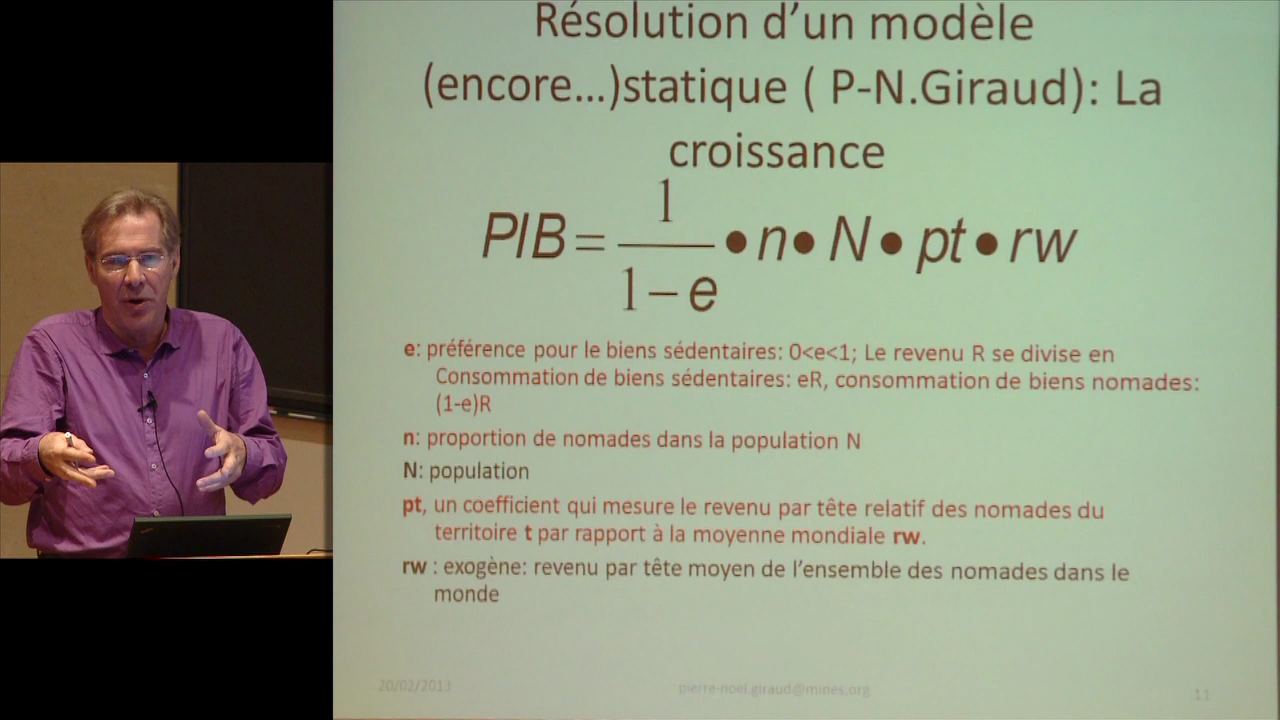 Résolution d'un modèle
(encore...)statique ( P-N.Giraud): La
croissance
PIB = 1 / 1 - e • n • N • pt • rw
e: préférence pour le biens sédentaires: 0<e<1; Le revenu R se divise en
Consommation de biens sédentaires: eR, consommation de biens nomades:
(1-e)R
n: proportion de nomades dans la population N
N: population
pt, un coefficient qui mesure le revenu par tête relatif des nomades du
territoire t par rapport à la moyenne mondiale rw.
rw : exogène: revenu par tête moyen de l'ensemble des nomades dans le
monde
20/02/2013 pierre-noel.giraud@mines.org 11